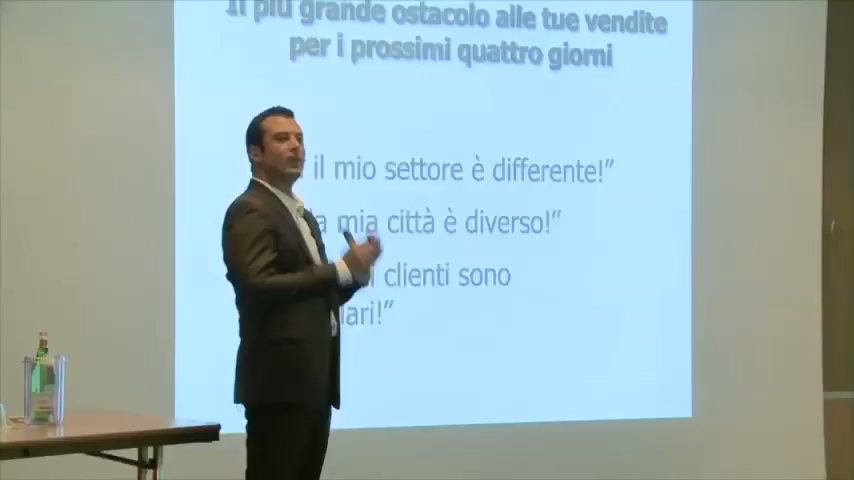 Il più grande ostacolo alle tue vendite
per i prossimi quattro giorni
il mio settore è differente!”
la mia città è diverso!”
clienti sono
lari!”